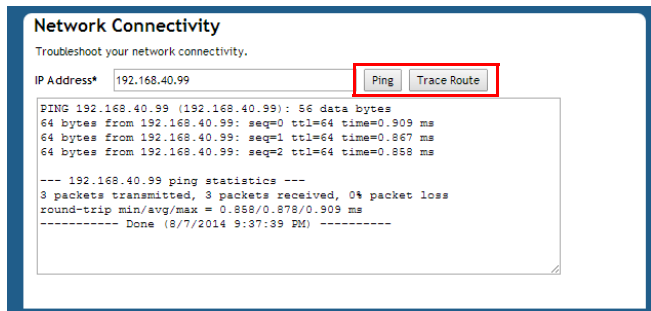 Network Connectivity
Troubleshoot your network connectivity.
IP Address* 192.168.40.99 Ping Trace Route
PING 192.168.40.99 (192.168.40.99): 56 data bytes
64 bytes from 192.168.40.99: seq=0 ttl=64 time=0.909 ms
64 bytes from 192.168.40.99: seq=1 ttl=64 time=0.867 ms
64 bytes from 192.168.40.99: seq=2 ttl=64 time=0.858 ms
--- 192.168.40.99 ping statistics ---
3 packets transmitted, 3 packets received, 0% packet loss
round-trip min/avg/max = 0.858/0.878/0.909 ms
----------- Done (8/7/2014 9:37:39 PM) ----------